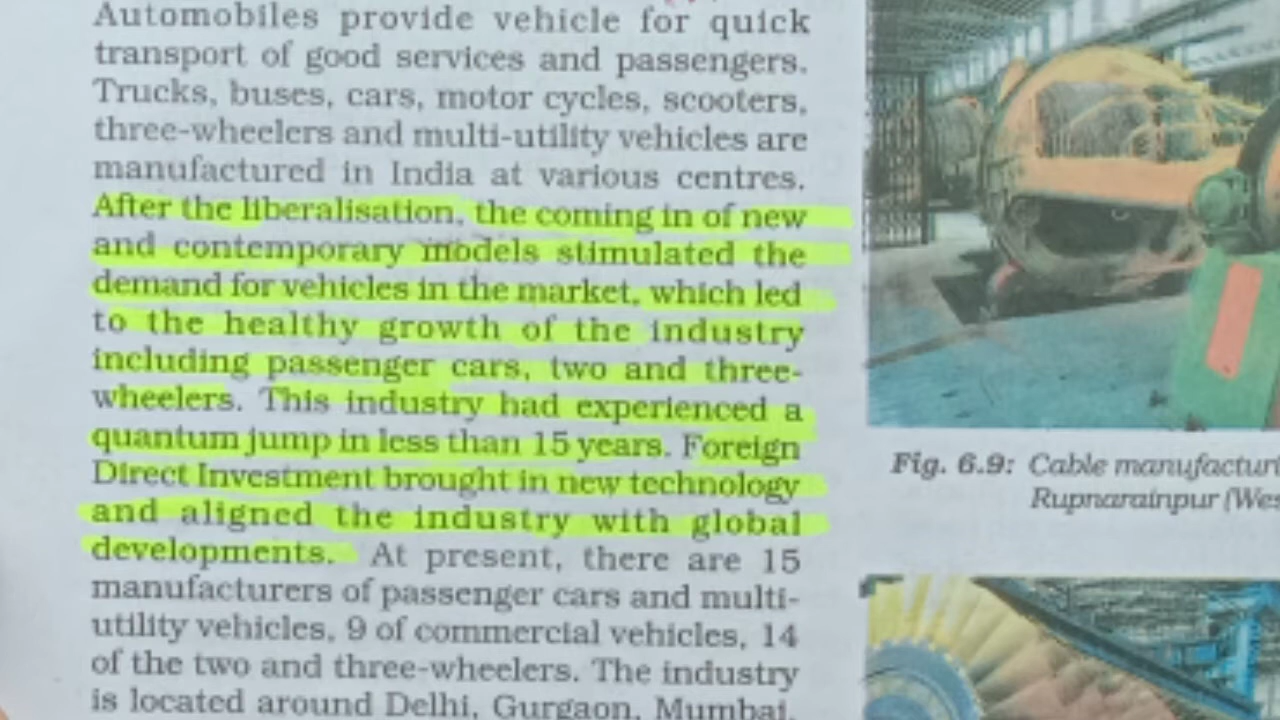 Automobiles provide vehicle for quick
transport of good services and passengers.
Trucks, buses, cars, motor cycles, scooters,
three-wheelers and multi-utility vehicles are
manufactured in India at various centres.
After the liberalisation, the coming in of new
and contemporary models stimulated the
demand for vehicles in the market, which led
to the healthy growth of the industry
including passenger cars, two and three-
wheelers. This industry had experienced a
quantum jump in less than 15 years. Foreign
Direct Investment brought in new technology
and aligned the industry with global
developments. At present, there are 15
manufacturers of passenger cars and multi-
utility vehicles, 9 of commercial vehicles, 14
of the two and three-wheelers. The industry
is located around Delhi, Gurgaon, Mumbai,
Fig. 6.9: Cable manufacturi
Rupnarainpur (Wes